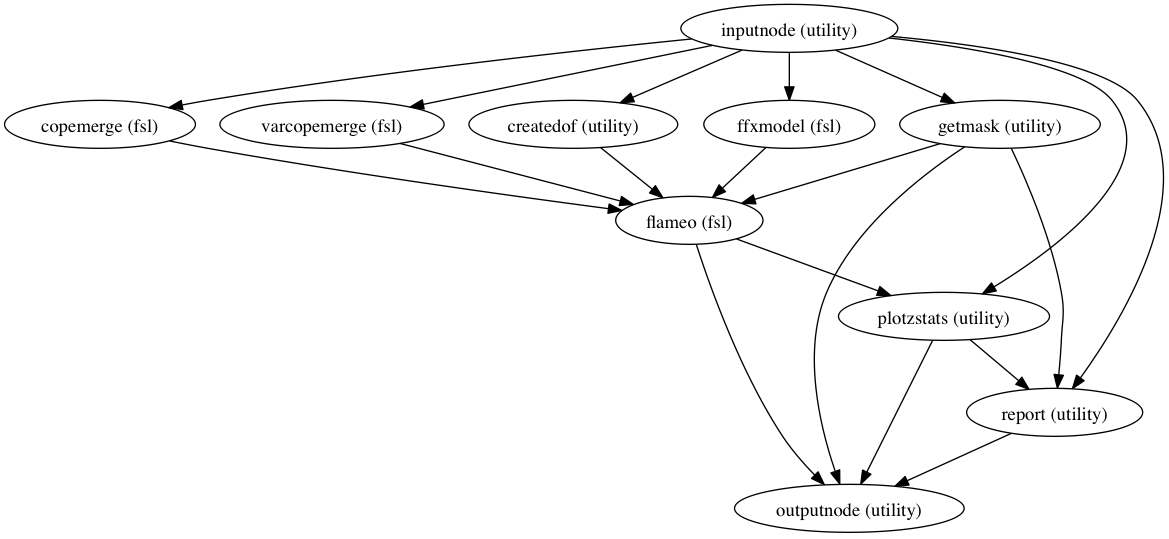 inputnode (utility)
copemerge (fsl)
varcopemerge (fsl)
createdof (utility)
ffxmodel (fsl)
getmask (utility)
flameo (fsl)
plotzstats (utility)
report (utility)
outputnode (utility)